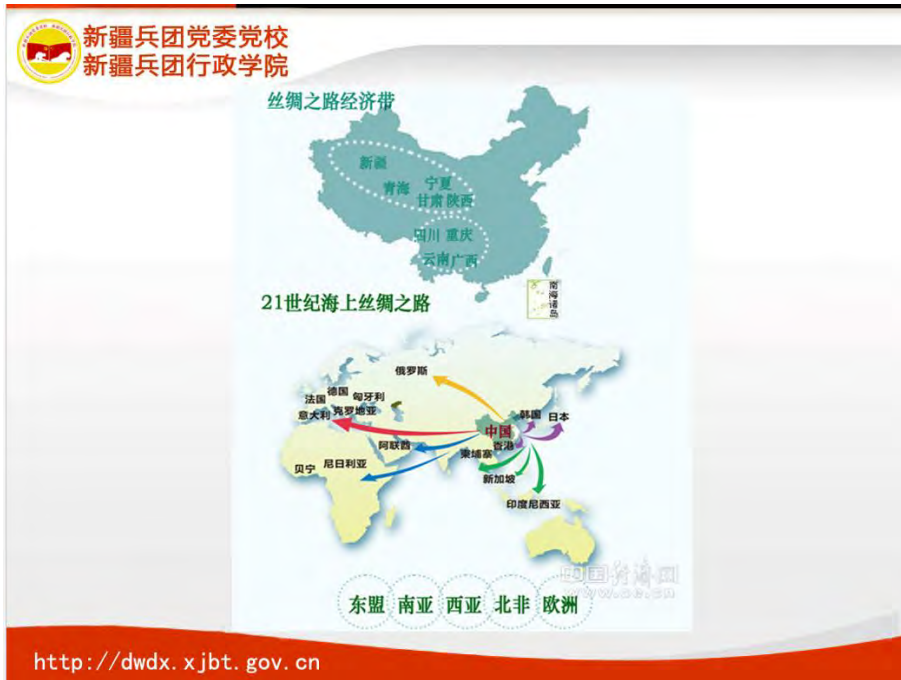 新疆兵团党委党校
新疆兵团行政学院
丝绸之路经济带
新疆
青海
宁夏
甘肃 陕西
四川 重庆
云南 广西
南海诸岛
21世纪海上丝绸之路
俄罗斯
德国
法国
匈牙利
意大利
克罗地亚
韩国
日本
中国
香港
阿联酋
柬埔寨
贝宁
尼日利亚
新加坡
印度尼西亚
中国经济网
www.ce.cn
东盟 南亚 西亚 北非 欧洲
http://dwdx.xjbt.gov.cn